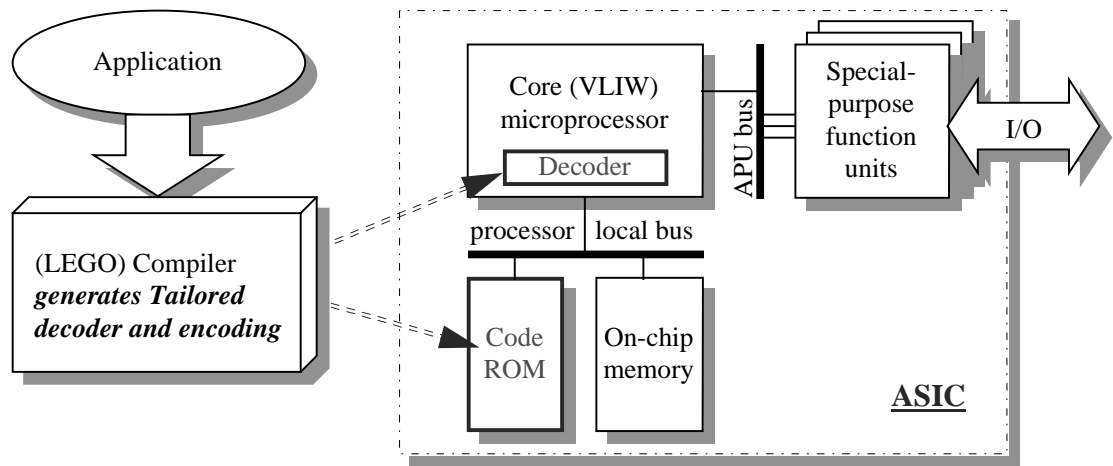 Application
(LEGO) Compiler
generates Tailored
decoder and encoding
Core (VLIW)
microprocessor
Decoder
processor local bus
Code
ROM
On-chip
memory
APU bus
Special-
purpose
function
units
I/O
ASIC